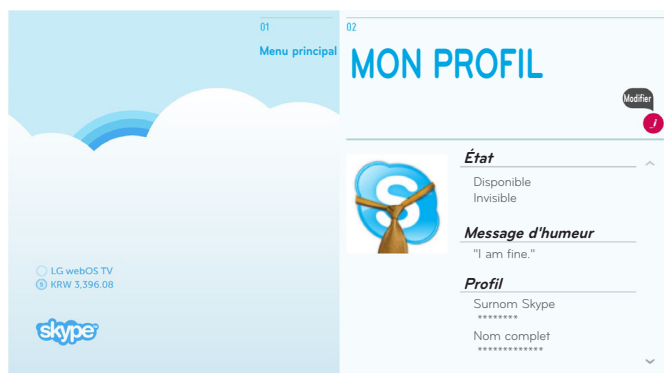 01
Menu principal
LG webOS TV
KRW 3,396.08
skype
02
MON PROFIL
Modifier
État
Disponible
Invisible
Message d'humeur
"I am fine."
Profil
Surnom Skype
********
Nom complet
*************